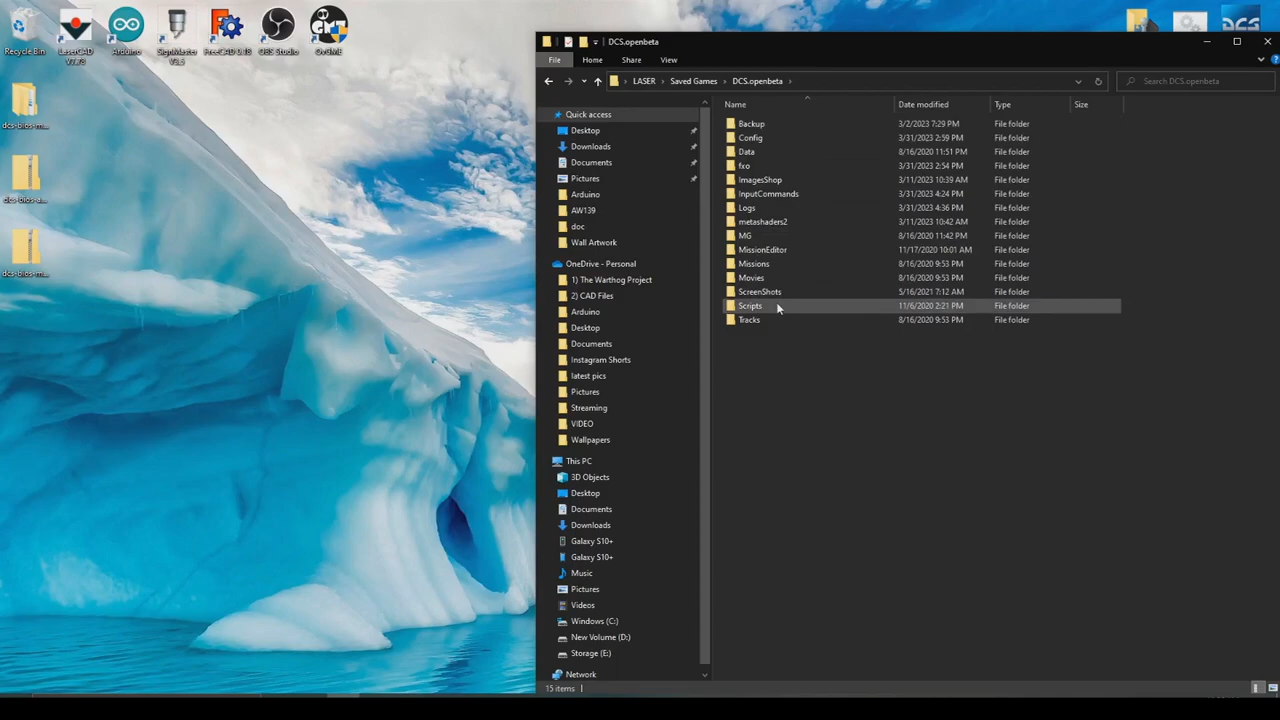 Recycle Bin
LaserCAD
V7.78
Arduino
SignMaster
V3.5
FreeCAD 0.18
OBS Studio
OvGME
dcs-bios-m...
dcs-bios-a...
dcs-bios-m...
DCS
DCS.openbeta
File
Home
Share
View
LASER
Saved Games
DCS.openbeta
Search DCS.openbeta
Quick access
Desktop
Downloads
Documents
Pictures
Arduino
AW139
doc
Wall Artwork
OneDrive - Personal
1) The Warthog Project
2) CAD Files
Arduino
Desktop
Documents
Instagram Shorts
latest pics
Pictures
Streaming
VIDEO
Wallpapers
This PC
3D Objects
Desktop
Documents
Downloads
Galaxy S10+
Galaxy S10+
Music
Pictures
Videos
Windows (C:)
New Volume (D:)
Storage (E:)
Network
Name Date modified Type Size
Backup 3/2/2023 7:29 PM File folder
Config 3/31/2023 2:59 PM File folder
Data 8/16/2020 11:51 PM File folder
fxo 3/31/2023 2:54 PM File folder
ImagesShop 3/11/2023 10:39 AM File folder
InputCommands 3/31/2023 4:24 PM File folder
Logs 3/31/2023 4:36 PM File folder
metashaders2 3/11/2023 10:42 AM File folder
MG 8/16/2020 11:42 PM File folder
MissionEditor 11/17/2020 10:01 AM File folder
Missions 8/16/2020 9:53 PM File folder
Movies 8/16/2020 9:53 PM File folder
ScreenShots 5/16/2021 7:12 AM File folder
Scripts 11/6/2020 2:21 PM File folder
Tracks 8/16/2020 9:53 PM File folder
15 items